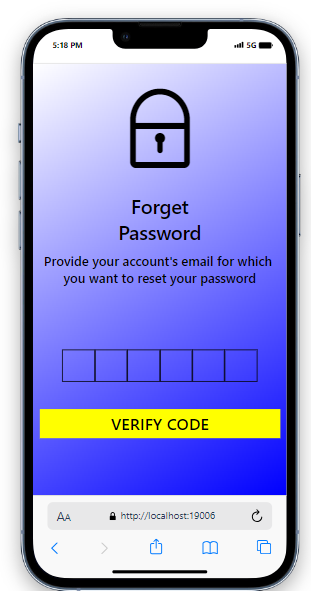 5:18 PM 5G
Forget
Password
Provide your account's email for which
you want to reset your password
VERIFY CODE
AA http://localhost:19006